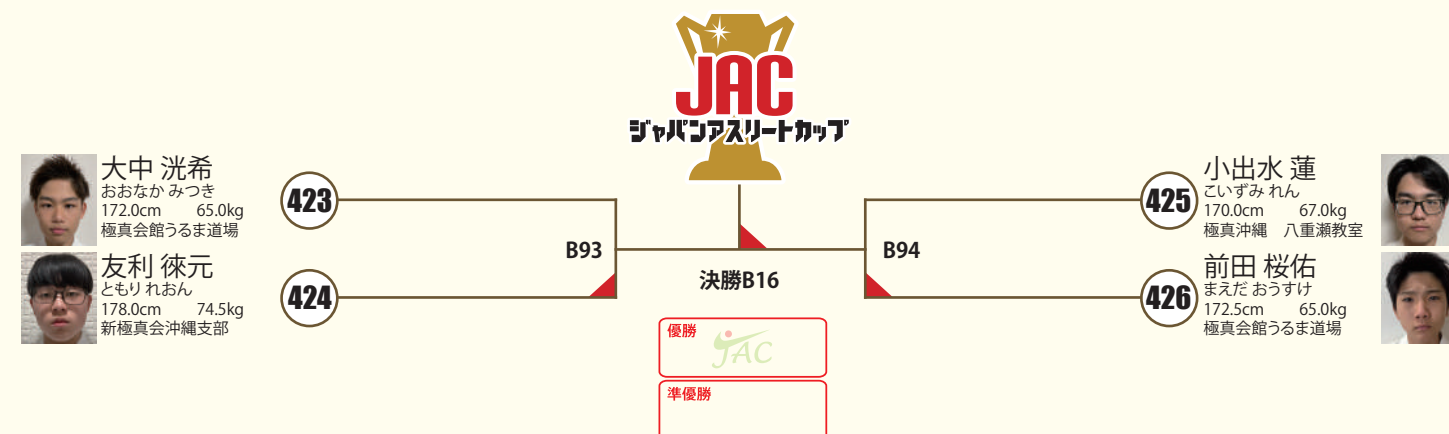 JAC
ジャパンアスリートカップ
大中 洸希
おおなか みつき
172.0cm 65.0kg
極真会館うるま道場
423
友利 徠元
ともり れおん
178.0cm 74.5kg
新極真会沖縄支部
424
B93
決勝B16
B94
425
小出水 蓮
こいずみ れん
170.0cm 67.0kg
極真沖縄 八重瀬教室
426
前田 桜佑
まえだ おうすけ
172.5cm 65.0kg
極真会館うるま道場
優勝
JAC
準優勝